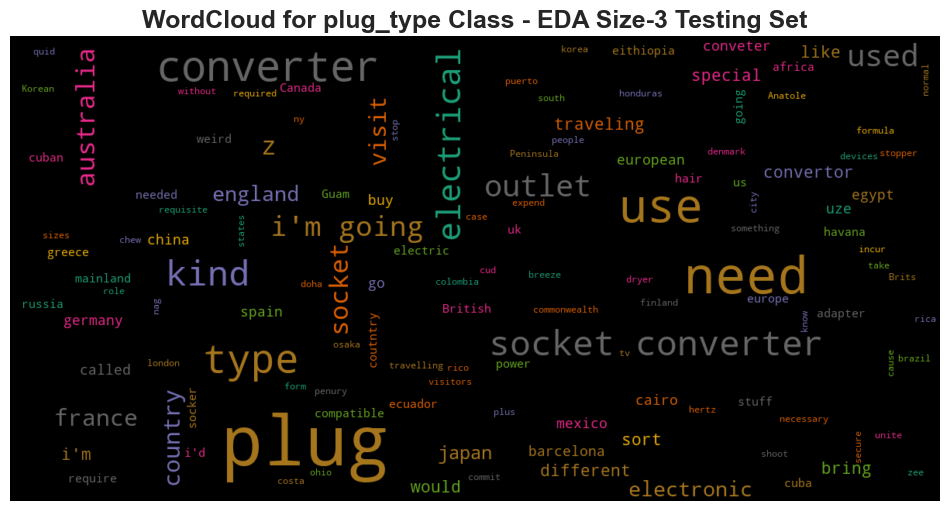 WordCloud for plug_type Class - EDA Size-3 Testing Set
quid
korea
eithiopia
conveter
like
used
australia
converter
electrical
special
africa
Korean
without
required
Canada
puerto
south
honduras
going
Anatole
normal
ny
visit
stop
traveling
people
formula
weird
z
Peninsula
european
denmark
devices
stopper
cuban
hair
us
convertor
needed
england
Guam
buy
outlet
use
city
egypt
requisite
states
i'm going
case
expend
uk
something
uze
havana
sizes
chew
china
greece
electric
incur
mainland
role
kind
doha
socket
go
colombia
cud
breeze
dryer
need
europe
take
Brits
russia
nag
spain
British
commonwealth
finland
know
adapter
rica
germany
osaka
coutntry
socket converter
tv
london
type
travelling
rico
power
cause
brazil
called
form
penury
visitors
france
country
socker
plug
compatible
ecuador
plus
cairo
hertz
stuff
necessary
mexico
sort
secure
unite
i'm
i'd
japan
barcelona
different
shoot
bring
zee
require
costa
ohio
would
commit
electronic
cuba